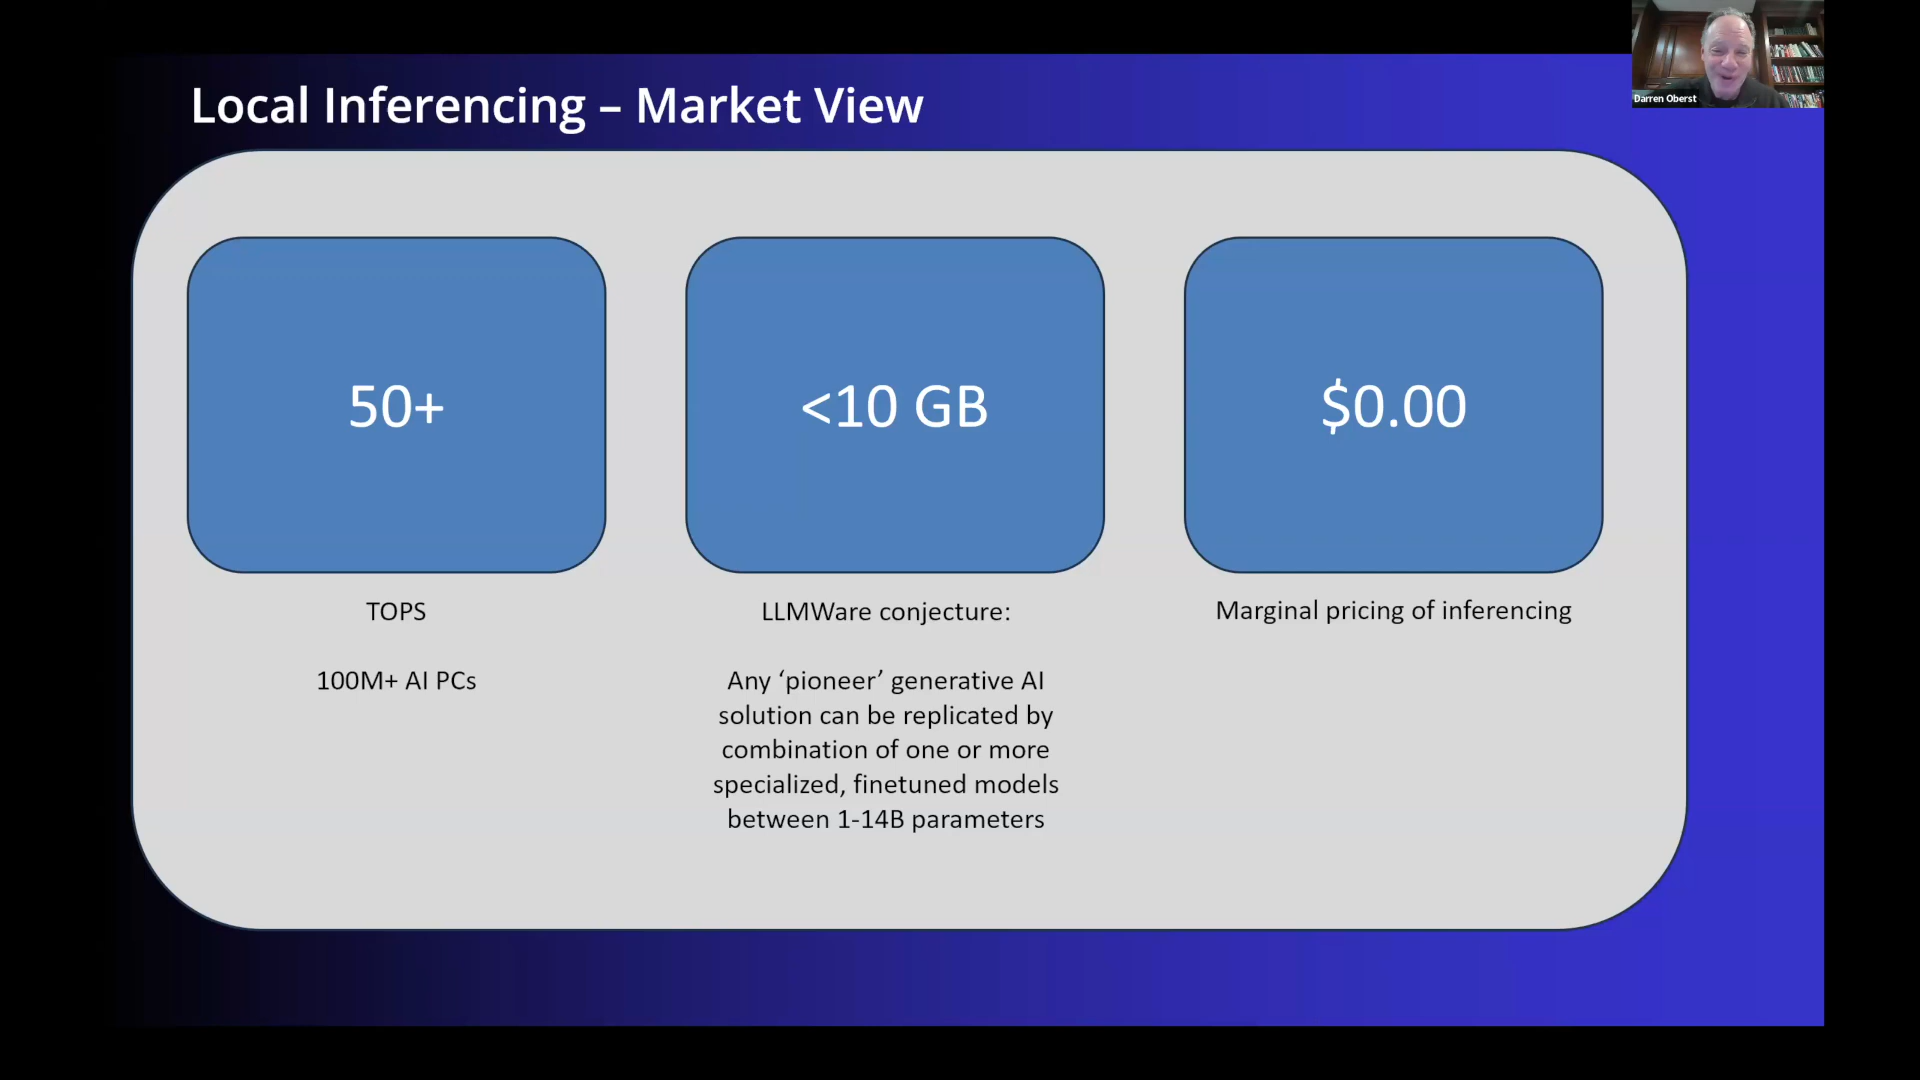 Local Inferencing – Market View
Darren Oberst
50+
<10 GB
$0.00
TOPS
100M+ AI PCs
LLMWare conjecture:
Any ‘pioneer’ generative AI
solution can be replicated by
combination of one or more
specialized, finetuned models
between 1-14B parameters
Marginal pricing of inferencing